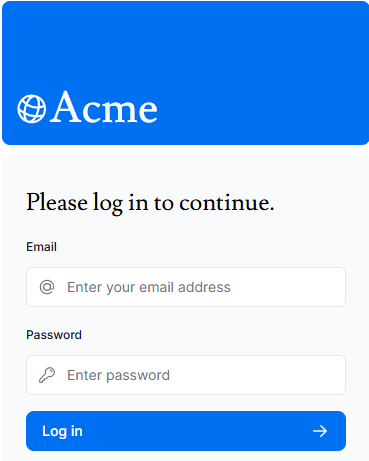 Acme
Please log in to continue.
Email
Enter your email address
Password
Enter password
Log in